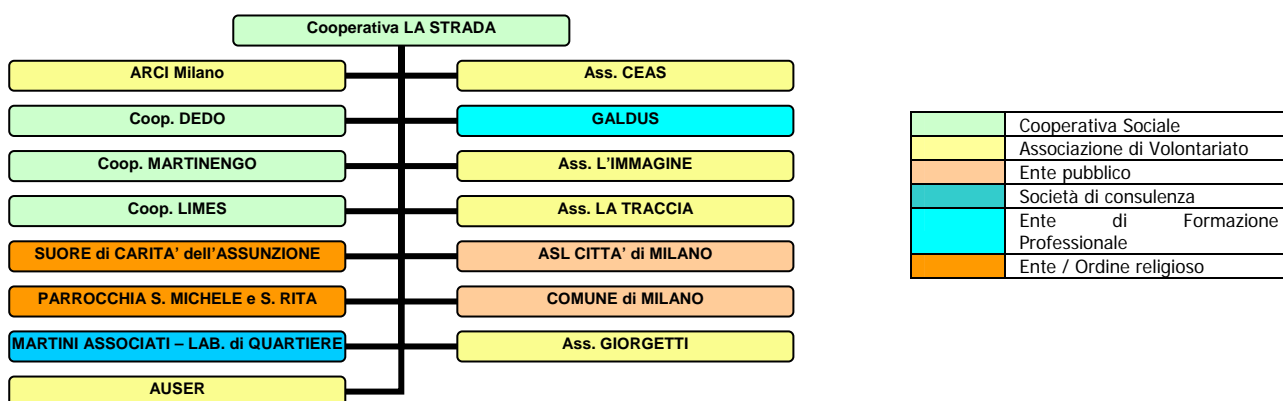 Cooperativa LA STRADA
ARCI Milano
Ass. CEAS
Coop. DEDO
GALDUS
Coop. MARTINENGO
Ass. L'IMMAGINE
Coop. LIMES
Ass. LA TRACCIA
SUORE di CARITA' dell'ASSUNZIONE
ASL CITTA' di MILANO
PARROCCHIA S. MICHELE e S. RITA
COMUNE di MILANO
MARTINI ASSOCIATI – LAB. di QUARTIERE
Ass. GIORGETTI
AUSER
Cooperativa Sociale
Associazione di Volontariato
Ente pubblico
Società di consulenza
Ente di Formazione
Professionale
Ente / Ordine religioso